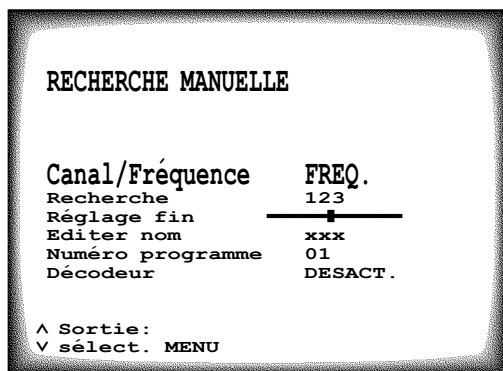 RECHERCHE MANUELLE
Canal/Fréquence FREQ.
Recherche 123
Réglage fin
Editer nom xxx
Numéro programme 01
Décodeur DESACT.
∧ Sortie:
∨ sélect. MENU